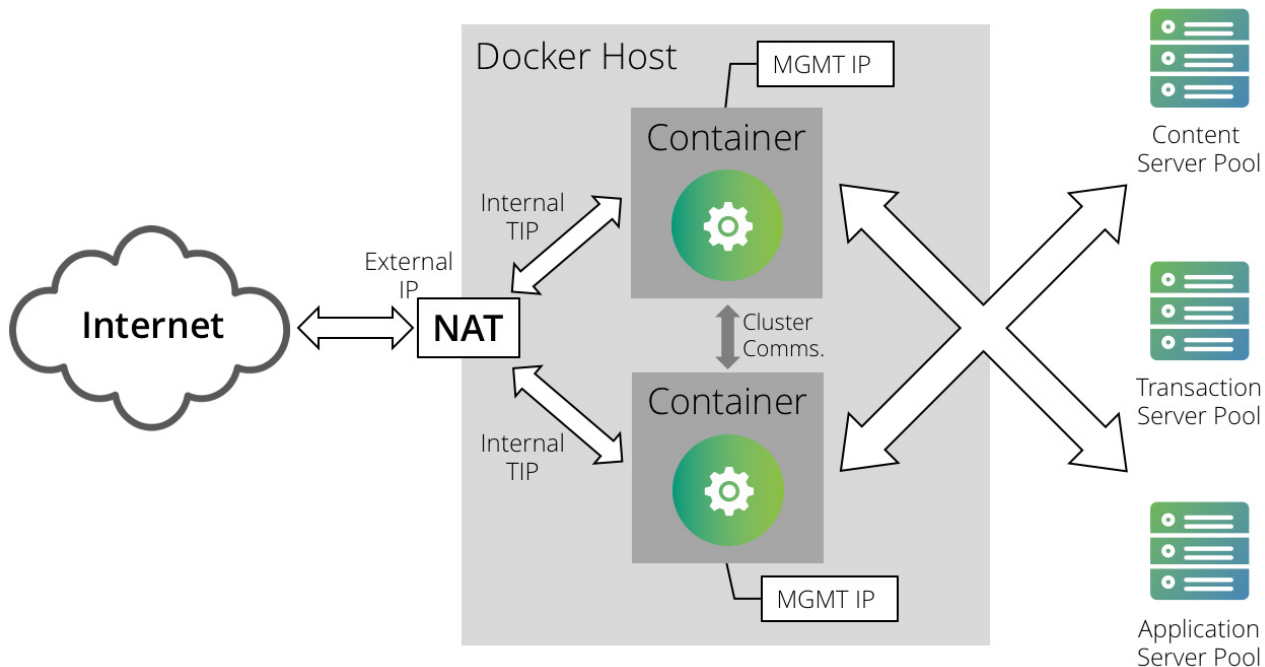 Docker Host
MGMT IP
Container
Internal
TIP
External
IP
Internet
NAT
Cluster
Comms.
Container
Internal
TIP
MGMT IP
Content
Server Pool
Transaction
Server Pool
Application
Server Pool